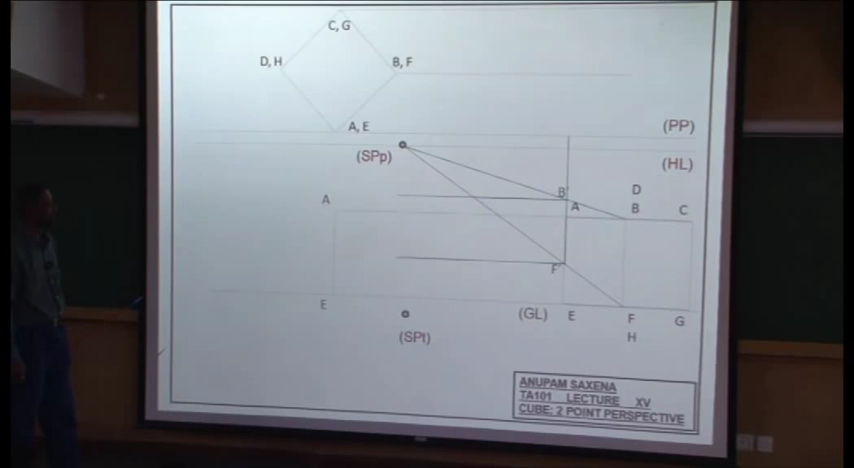 C, G
D, H
B, F
A, E
(PP)
(SPp)
(HL)
A
B'
A
D
B
C
F'
E
(GL)
E
F
G
H
(SPt)
ANUPAM SAXENA
TA101 LECTURE XV
CUBE: 2 POINT PERSPECTIVE